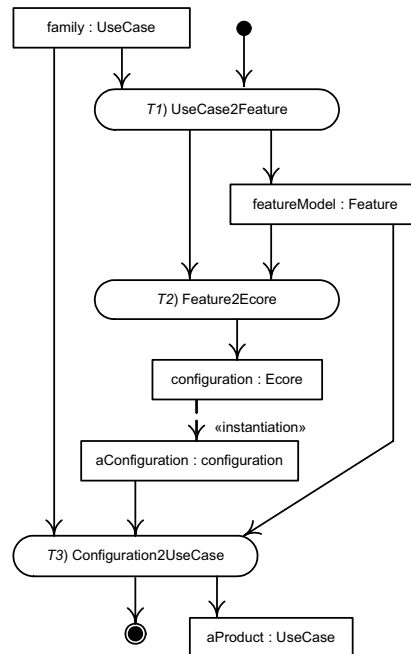 family : UseCase
T1) UseCase2Feature
featureModel : Feature
T2) Feature2Ecore
configuration : Ecore
«instantiation»
aConfiguration : configuration
T3) Configuration2UseCase
aProduct : UseCase